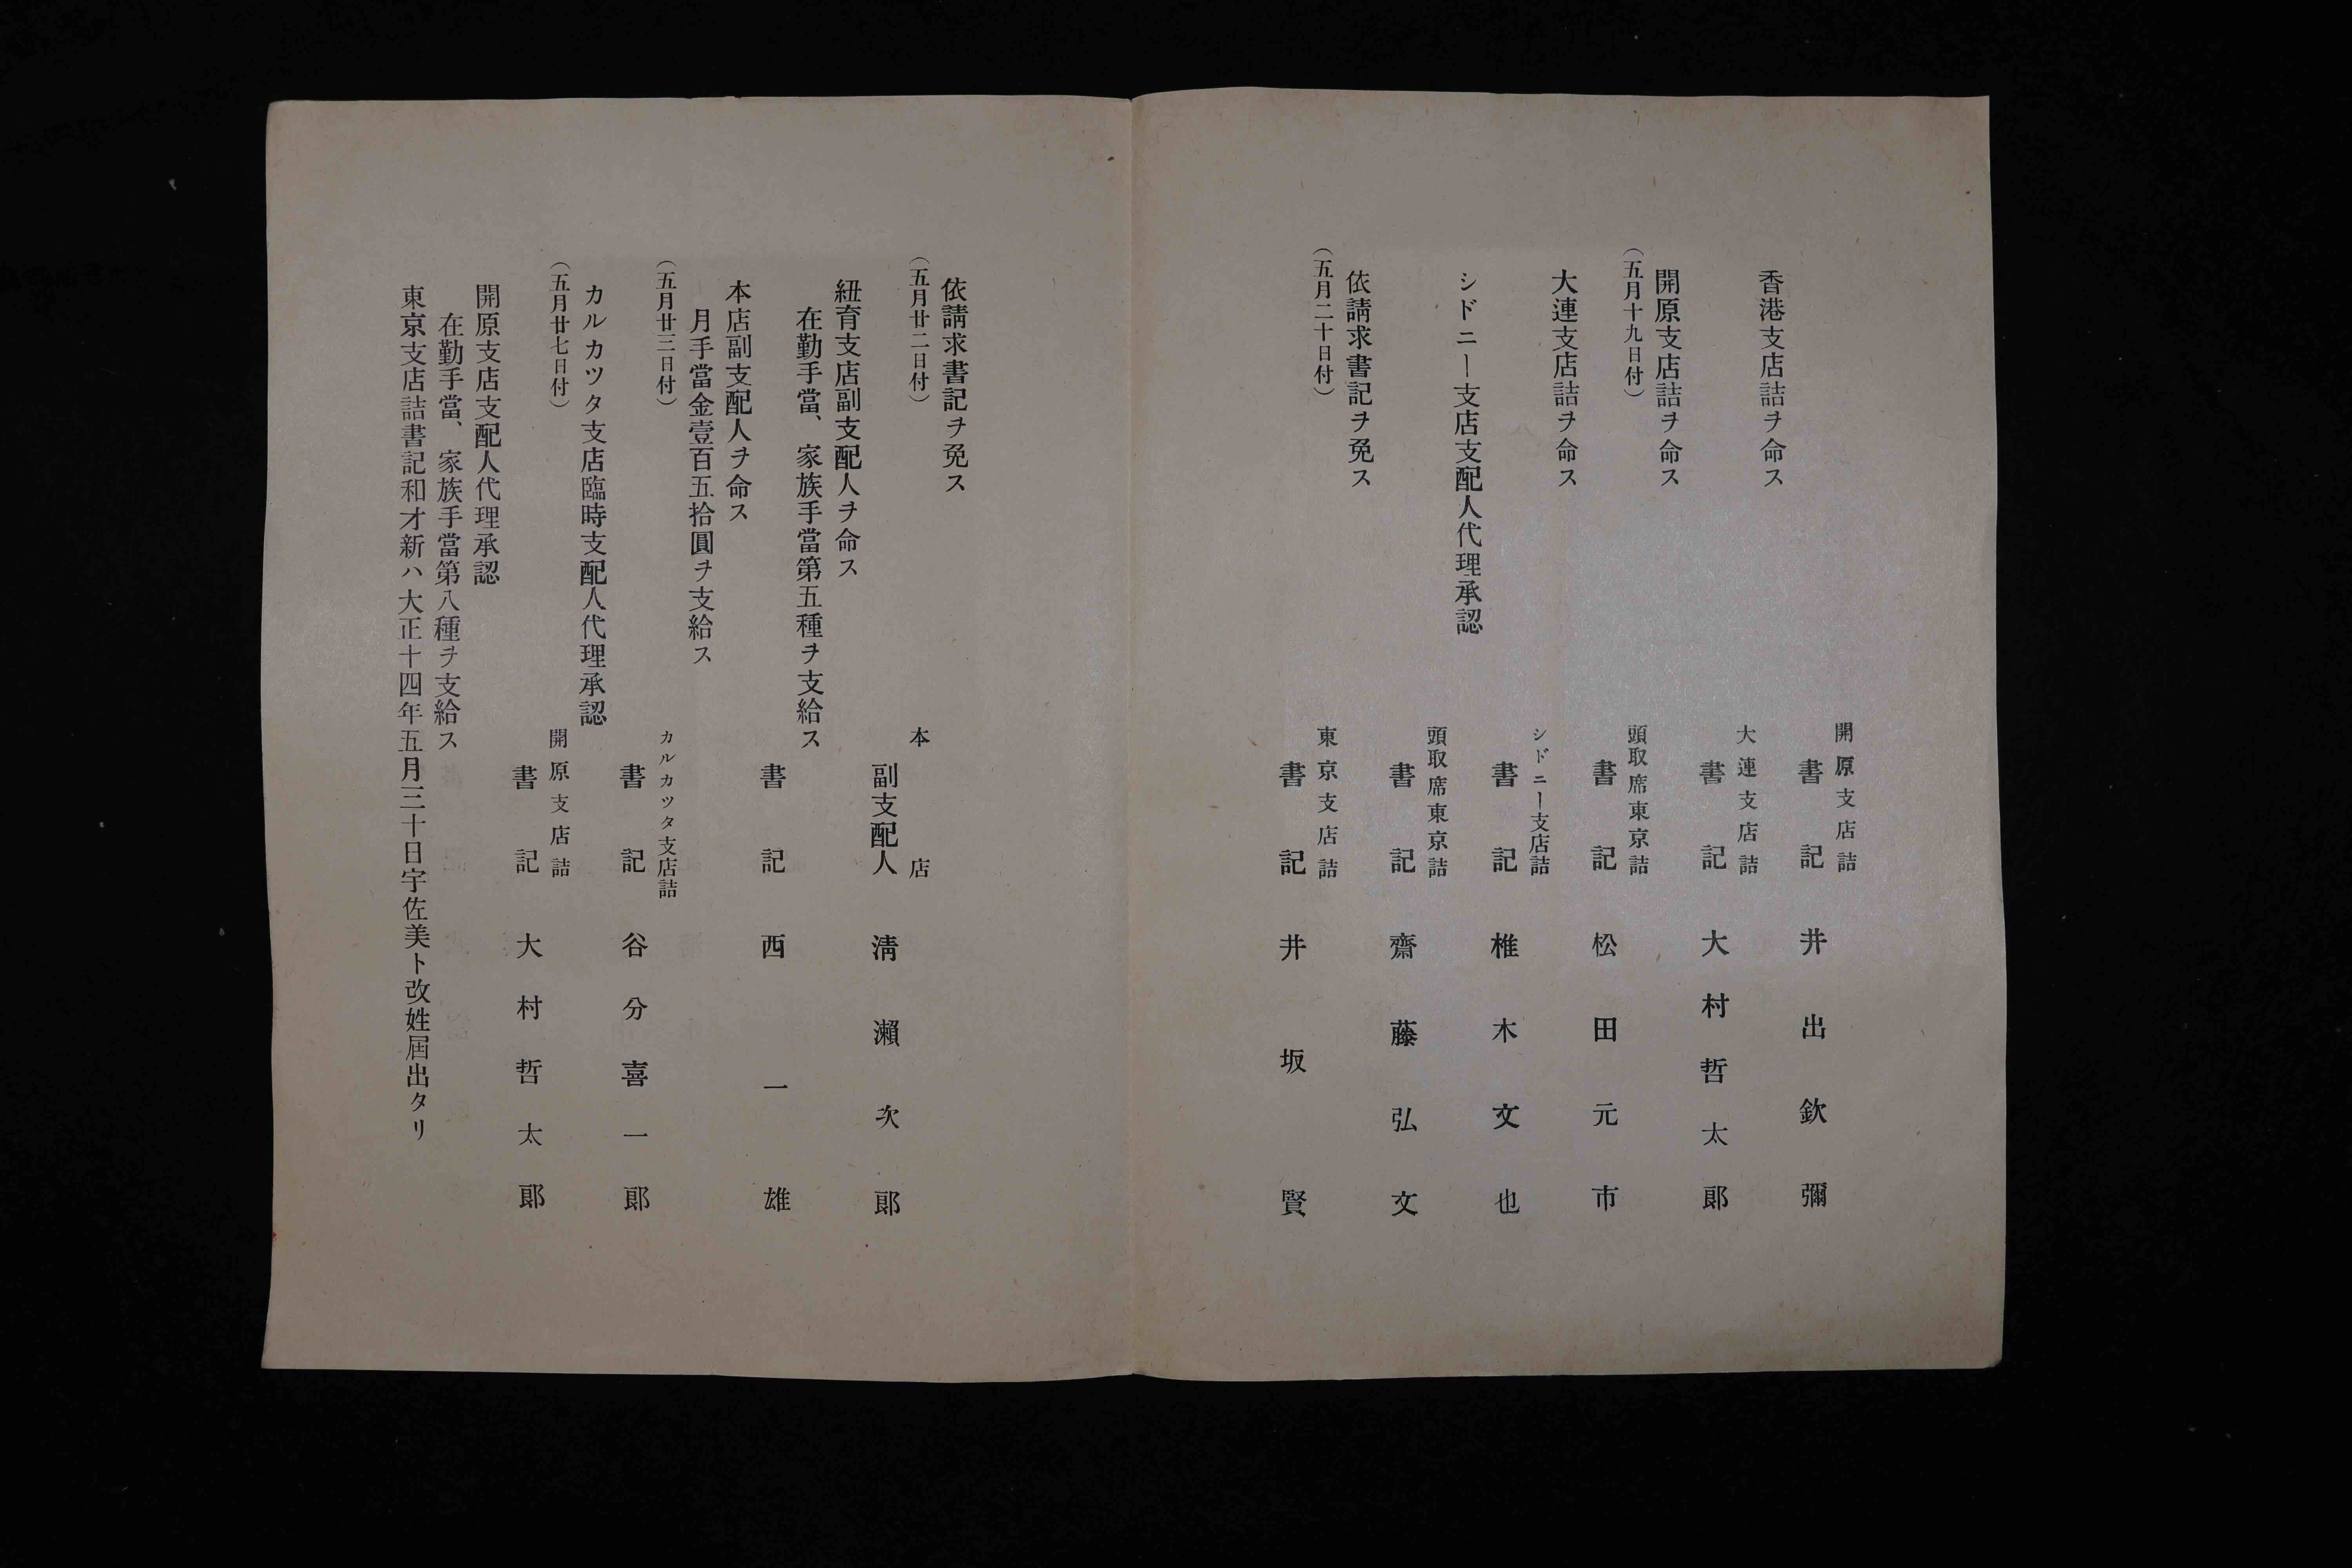 開原支店詰
書記 井出欽彌
香港支店詰ヲ命ス
大連支店詰
書記 大村哲太郎
開原支店詰ヲ命ス
(五月十九日付)
頭取席東京詰
書記 松田元市
大連支店詰ヲ命ス
シドニー支店詰
書記 椎木文也
シドニー支店支配人代理承認
頭取席東京詰
書記 齋藤弘文
依請求書記ヲ免ス
(五月二十日付)
東京支店詰
書記 井坂賢
依請求書記ヲ免ス
(五月廿二日付)
本店
副支配人 淸瀨次郎
紐育支店副支配人ヲ命ス
在勤手當、家族手當第五種ヲ支給ス
書記 西一雄
本店副支配人ヲ命ス
月手當金壹百五拾圓ヲ支給ス
(五月廿三日付)
カルカツタ支店詰
書記 谷分喜一郎
カルカツタ支店臨時支配人代理承認
(五月廿七日付)
開原支店詰
書記 大村哲太郎
開原支店支配人代理承認
在勤手當、家族手當第八種ヲ支給ス
東京支店詰書記和才新ハ大正十四年五月三十日宇佐美ト改姓屆出タリ